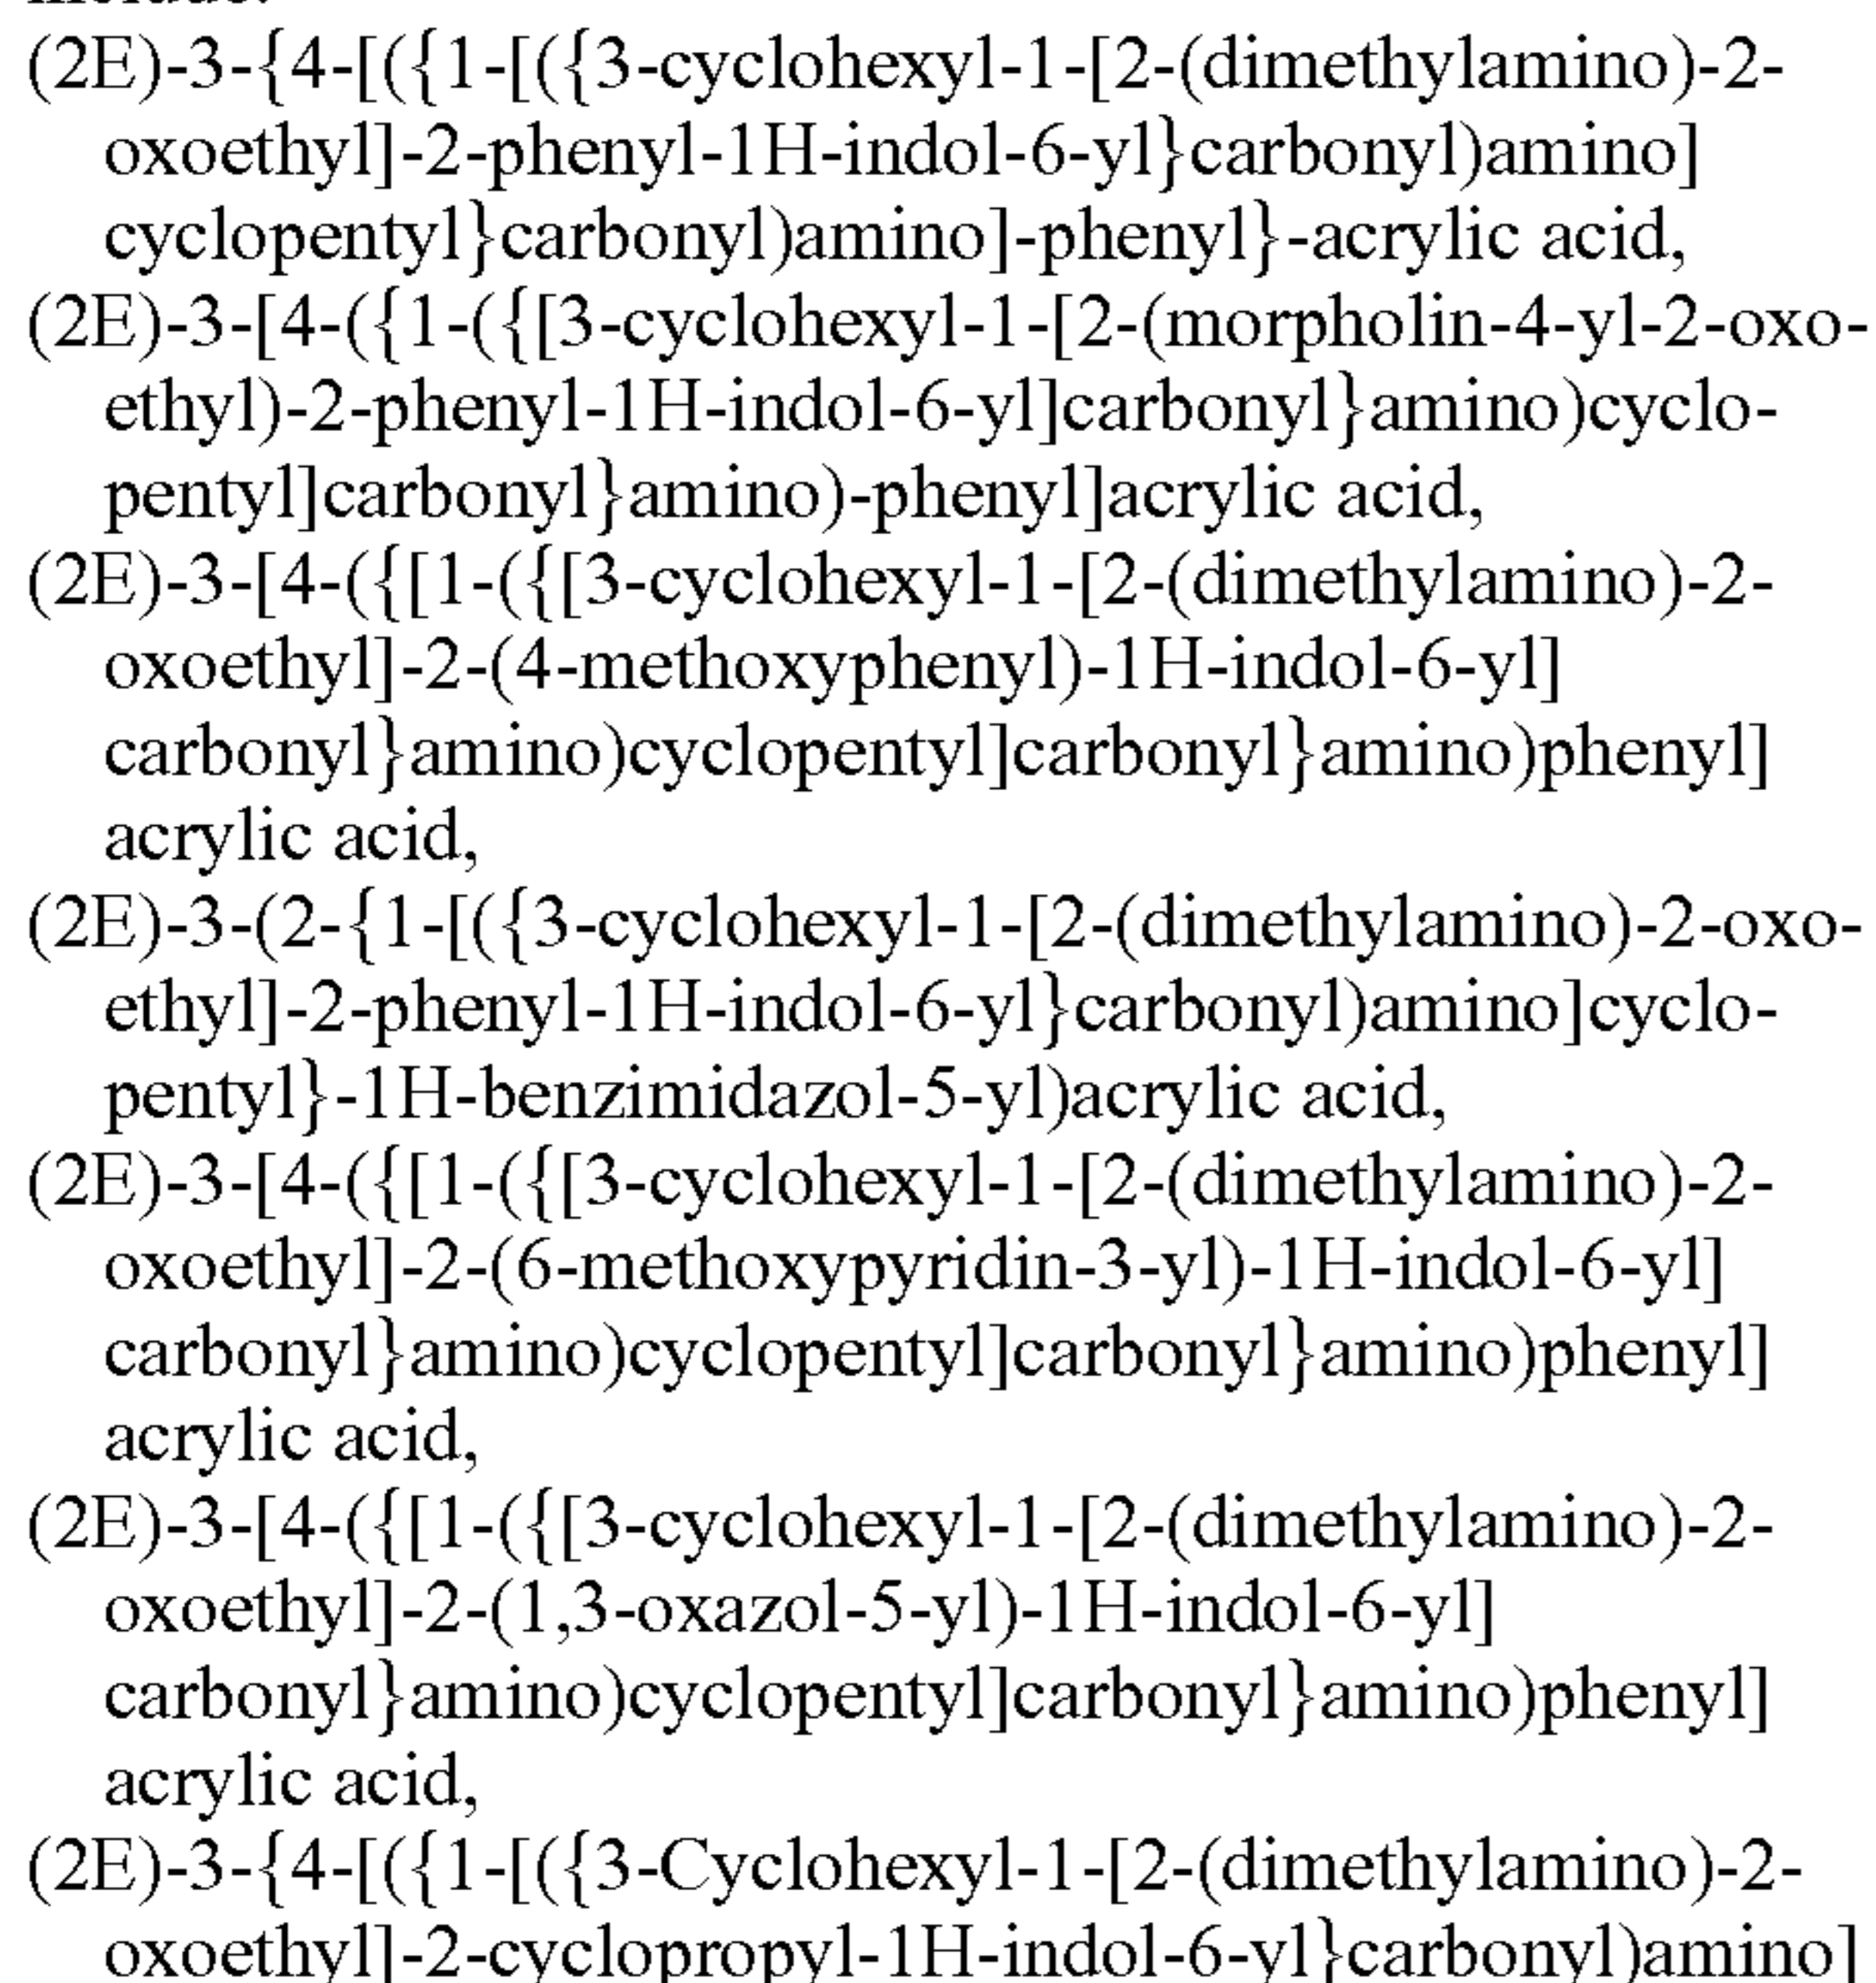 (2E)-3-{4-[({1-[({3-cyclohexyl-1-[2-(dimethylamino)-2-
oxoethyl]-2-phenyl-1H-indol-6-yl}carbonyl)amino]
cyclopentyl}carbonyl)amino]-phenyl}-acrylic acid,
(2E)-3-[4-({1-({[3-cyclohexyl-1-[2-(morpholin-4-yl-2-oxo-
ethyl)-2-phenyl-1H-indol-6-yl]carbonyl}amino)cyclo-
pentyl]carbonyl}amino)-phenyl]acrylic acid,
(2E)-3-[4-({[1-({[3-cyclohexyl-1-[2-(dimethylamino)-2-
oxoethyl]-2-(4-methoxyphenyl)-1H-indol-6-yl]
carbonyl}amino)cyclopentyl]carbonyl}amino)phenyl]
acrylic acid,
(2E)-3-(2-{1-[({3-cyclohexyl-1-[2-(dimethylamino)-2-oxo-
ethyl]-2-phenyl-1H-indol-6-yl}carbonyl)amino]cyclo-
pentyl}-1H-benzimidazol-5-yl)acrylic acid,
(2E)-3-[4-({[1-({[3-cyclohexyl-1-[2-(dimethylamino)-2-
oxoethyl]-2-(6-methoxypyridin-3-yl)-1H-indol-6-yl]
carbonyl}amino)cyclopentyl]carbonyl}amino)phenyl]
acrylic acid,
(2E)-3-[4-({[1-({[3-cyclohexyl-1-[2-(dimethylamino)-2-
oxoethyl]-2-(1,3-oxazol-5-yl)-1H-indol-6-yl]
carbonyl}amino)cyclopentyl]carbonyl}amino)phenyl]
acrylic acid,
(2E)-3-{4-[({1-[({3-Cyclohexyl-1-[2-(dimethylamino)-2-
oxoethyl]-2-cyclopropyl-1H-indol-6-yl}carbonyl)amino]